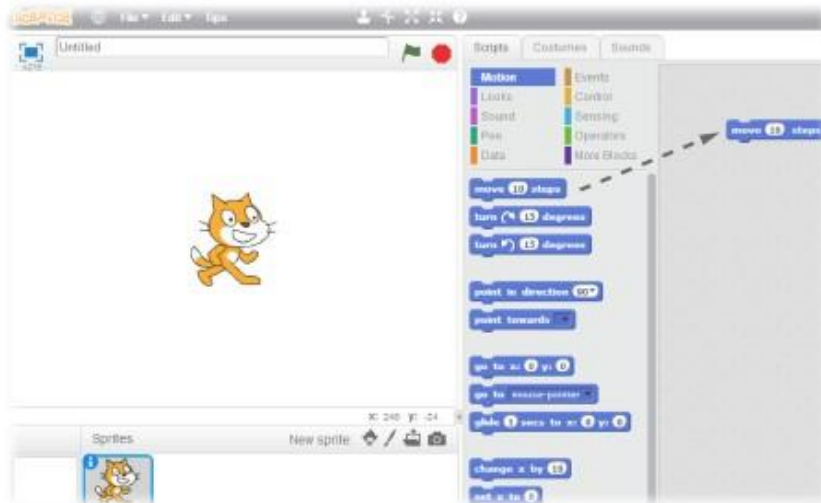 SCRATCH File Edit Tips
Untitled
Scripts Costumes Sounds
Motion Events
Looks Control
Sound Sensing
Pen Operators
Data More Blocks
move 10 steps
move 10 steps
turn 15 degrees
turn 15 degrees
point in direction 90
point towards
go to x: 0 y: 0
go to mouse-pointer
glide 1 secs to x: 0 y: 0
change x by 10
set x to 0
x: 240 y: -24
Sprites New sprite: